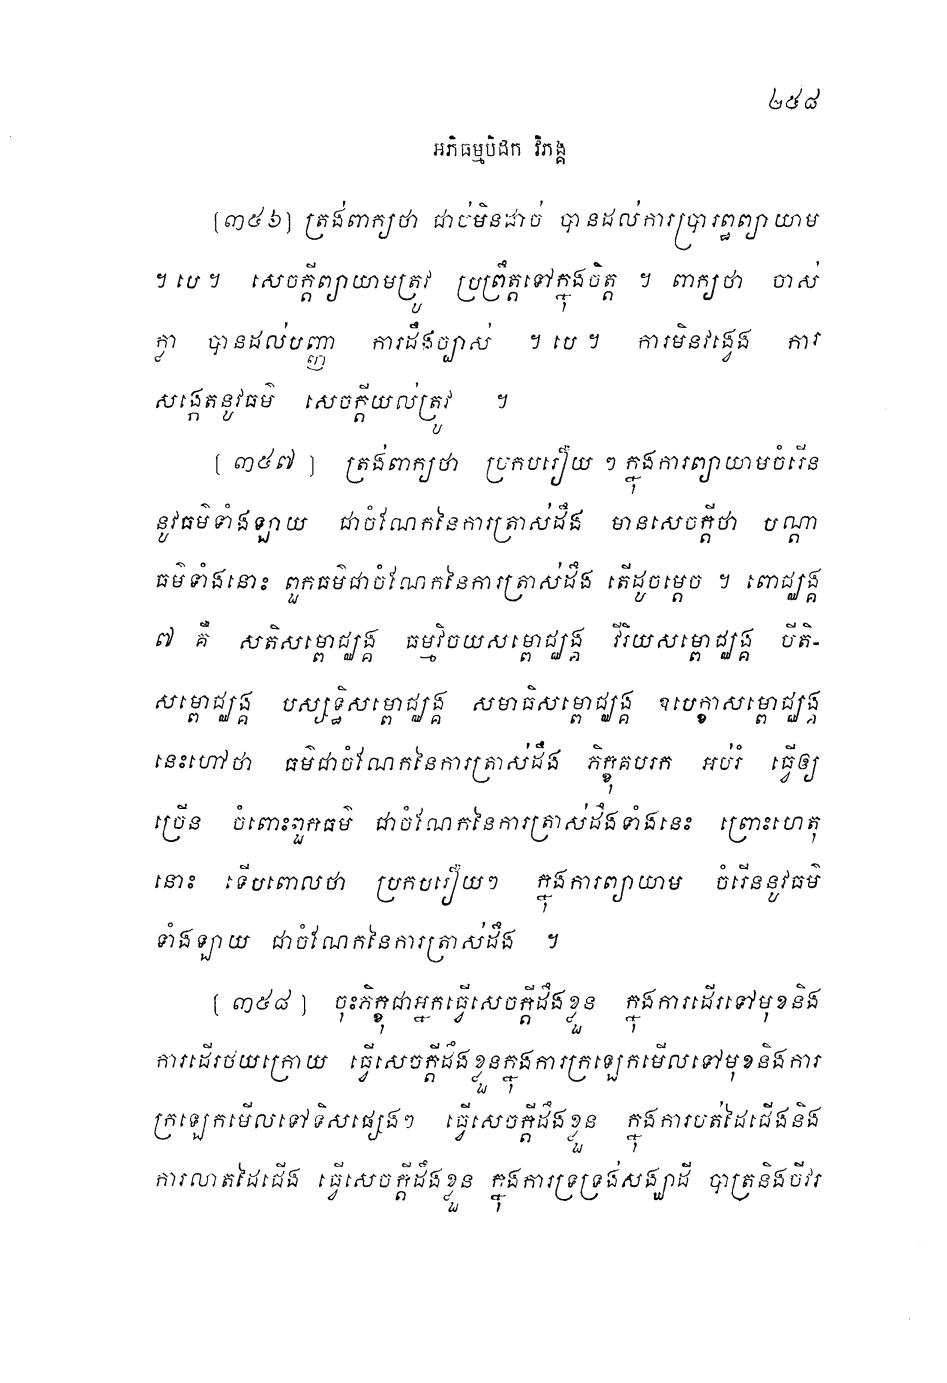 ២៥៨
អភិធម្មបិដក វិភង្គ
(៣៥៦) ត្រង់ពាក្យថា ជាប់មិនដាច់ បានដល់ការប្រារព្ធព្យាយាម
។ បេ ។ សេចក្តីព្យាយាមត្រូវ ប្រព្រឹត្តទៅក្នុងចិត្ត ។ ពាក្យថា ចាស់
ក្លា បានដល់បញ្ញា ការដឹងច្បាស់ ។ បេ ។ ការមិនវង្វេង ការ
សង្កេតនូវធម៌ សេចក្តីយល់ត្រូវ ។
(៣៥៧) ត្រង់ពាក្យថា ប្រកបរឿយ ៗ ក្នុងការព្យាយាមចំរើន
នូវធម៌ទាំងឡាយ ជាចំណែកនៃការត្រាស់ដឹង មានសេចក្តីថា បណ្តា
ធម៌ទាំងនោះ ពួកធម៌ជាចំណែកនៃការត្រាស់ដឹង តើដូចម្តេច ។ ពោជ្ឈង្គ
៧ គឺ សតិសម្ពោជ្ឈង្គ ធម្មវិចយសម្ពោជ្ឈង្គ វីរិយសម្ពោជ្ឈង្គ បីតិ-
សម្ពោជ្ឈង្គ បស្សទ្ធិសម្ពោជ្ឈង្គ សមាធិសម្ពោជ្ឈង្គ ឧបេក្ខាសម្ពោជ្ឈង្គ
នេះហៅថា ធម៌ជាចំណែកនៃការត្រាស់ដឹង ភិក្ខុគបរក អប់រំ ធ្វើឲ្យ
ច្រើន ចំពោះពួកធម៌ ជាចំណែកនៃការត្រាស់ដឹងទាំងនេះ ព្រោះហេតុ
នោះ ទើបពោលថា ប្រកបរឿយៗ ក្នុងការព្យាយាម ចំរើននូវធម៌
ទាំងឡាយ ជាចំណែកនៃការត្រាស់ដឹង ។
(៣៥៨) ចុះភិក្ខុជាអ្នកធ្វើសេចក្តីដឹងខ្លួន ក្នុងការដើរទៅមុខនិង
ការដើរថយក្រោយ ធ្វើសេចក្តីដឹងខ្លួនក្នុងការក្រឡេកមើលទៅមុខនិងការ
ក្រឡេកមើលទៅទិសផ្សេងៗ ធ្វើសេចក្តីដឹងខ្លួន ក្នុងការបត់ដៃជើងនិង
ការលាតដៃជើង ធ្វើសេចក្តីដឹងខ្លួន ក្នុងការទ្រទ្រង់សង្ឃាដី បាត្រនិងចីវរ